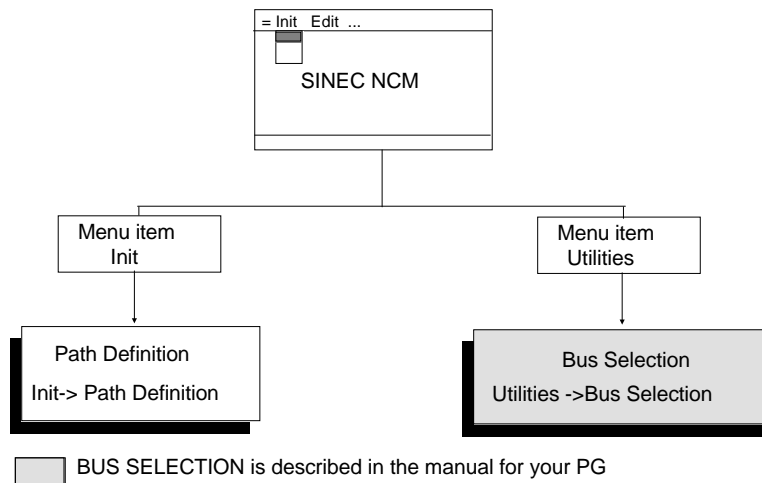 = Init Edit ...
SINEC NCM
Menu item
Init
Menu item
Utilities
Path Definition
Init-> Path Definition
Bus Selection
Utilities ->Bus Selection
BUS SELECTION is described in the manual for your PG